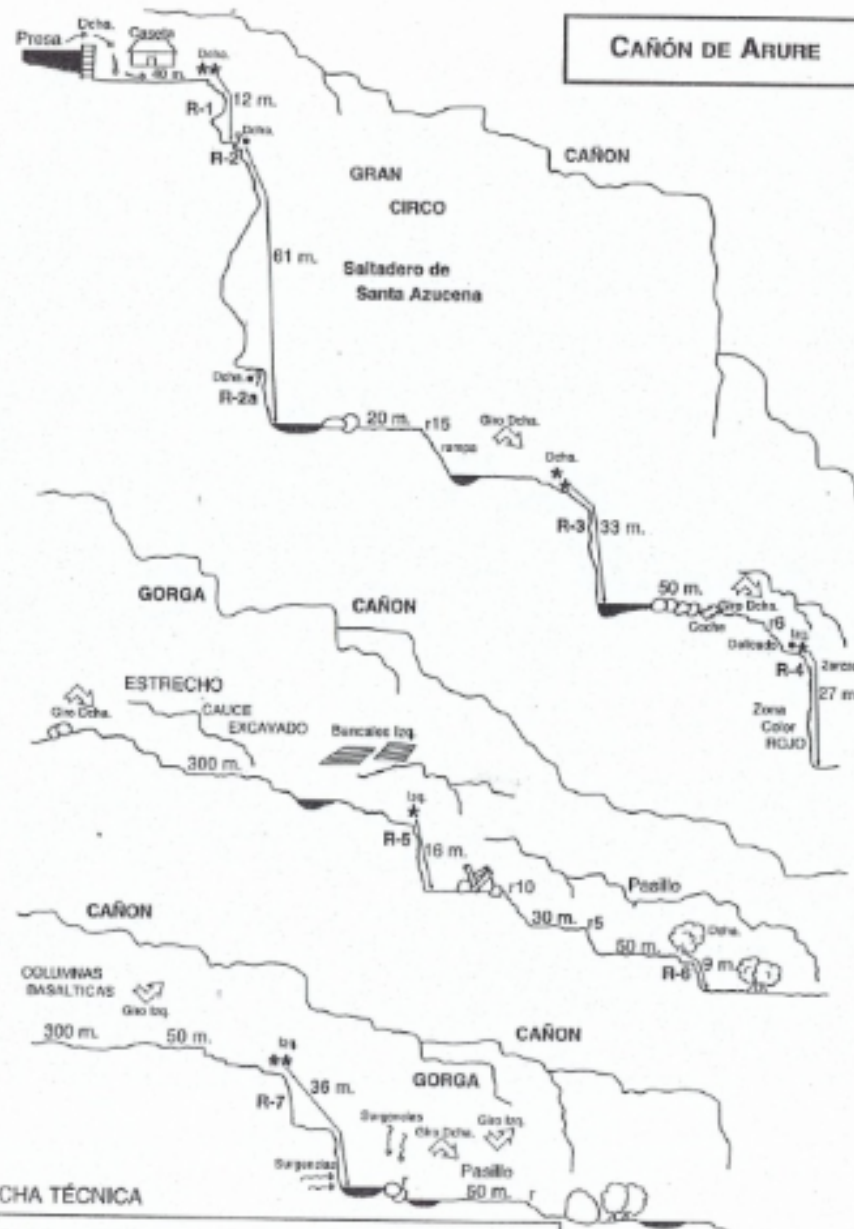 CAÑÓN DE ARURE
Presa
Dcha.
Caseta
40 m.
Dcha.
R-1
12 m.
Dcha.
R-2
CAÑON
GRAN
CIRCO
61 m.
Saltadero de
Santa Azucena
Dcha.
R-2a
20 m.
r15
rampa
Giro Dcha.
Dcha.
R-3
33 m.
50 m.
Giro Dcha.
Coche
r6
Delicado
Izq.
R-4
27 m
Zona
Color
ROJO
GORGA
CAÑON
ESTRECHO
Giro Dcha.
CAUCE
EXCAVADO
Bancales Izq.
300 m.
Izq.
R-5
16 m.
r10
30 m.
r5
Pasillo
50 m.
Dcha.
R-6
9 m.
CAÑON
COLUMNAS
BASALTICAS
Giro Izq.
300 m.
50 m.
Izq.
R-7
36 m.
CAÑON
GORGA
Surgencias
Giro Dcha.
Giro Izq.
Surgencias
Pasillo
r
50 m.
r
CHA TÉCNICA